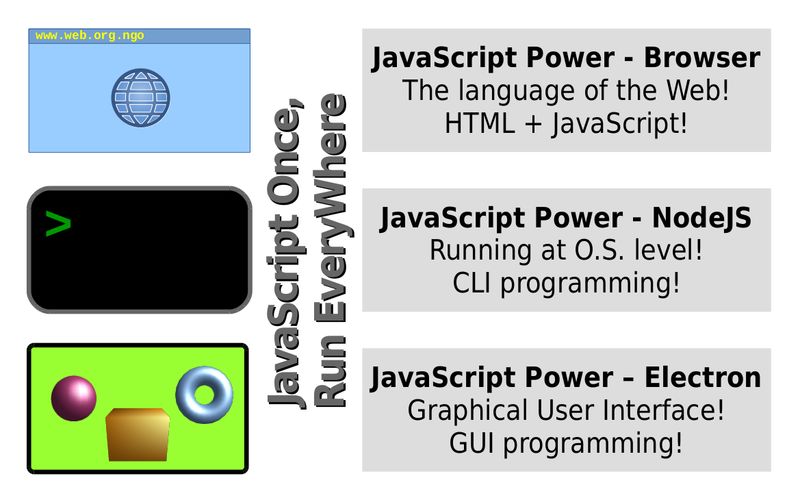 www.web.org.ngo
JavaScript Power - Browser
The language of the Web!
HTML + JavaScript!
JavaScript Once,
Run EveryWhere
>
JavaScript Power - NodeJS
Running at O.S. level!
CLI programming!
JavaScript Power – Electron
Graphical User Interface!
GUI programming!